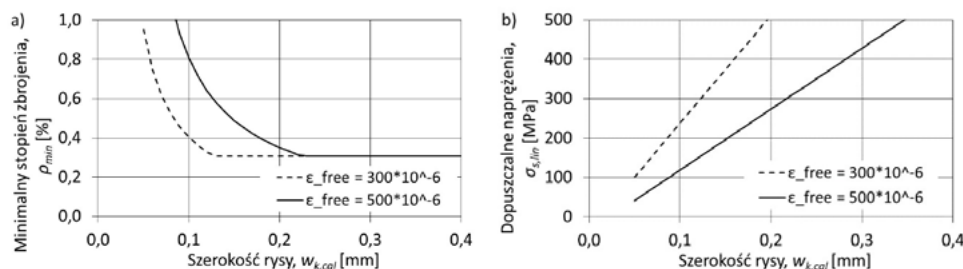 a)
Minimalny stopień zbrojenia,
ρmin [%]
1,0
0,8
0,6
0,4
0,2
0,0
ε_free = 300*10^-6
ε_free = 500*10^-6
0,0 0,1 0,2 0,3 0,4
Szerokość rysy, wk,cal [mm]
b)
Dopuszczalne naprężenia,
σs,lin [MPa]
500
400
300
200
100
0
ε_free = 300*10^-6
ε_free = 500*10^-6
0,0 0,1 0,2 0,3 0,4
Szerokość rysy, wk,cal [mm]